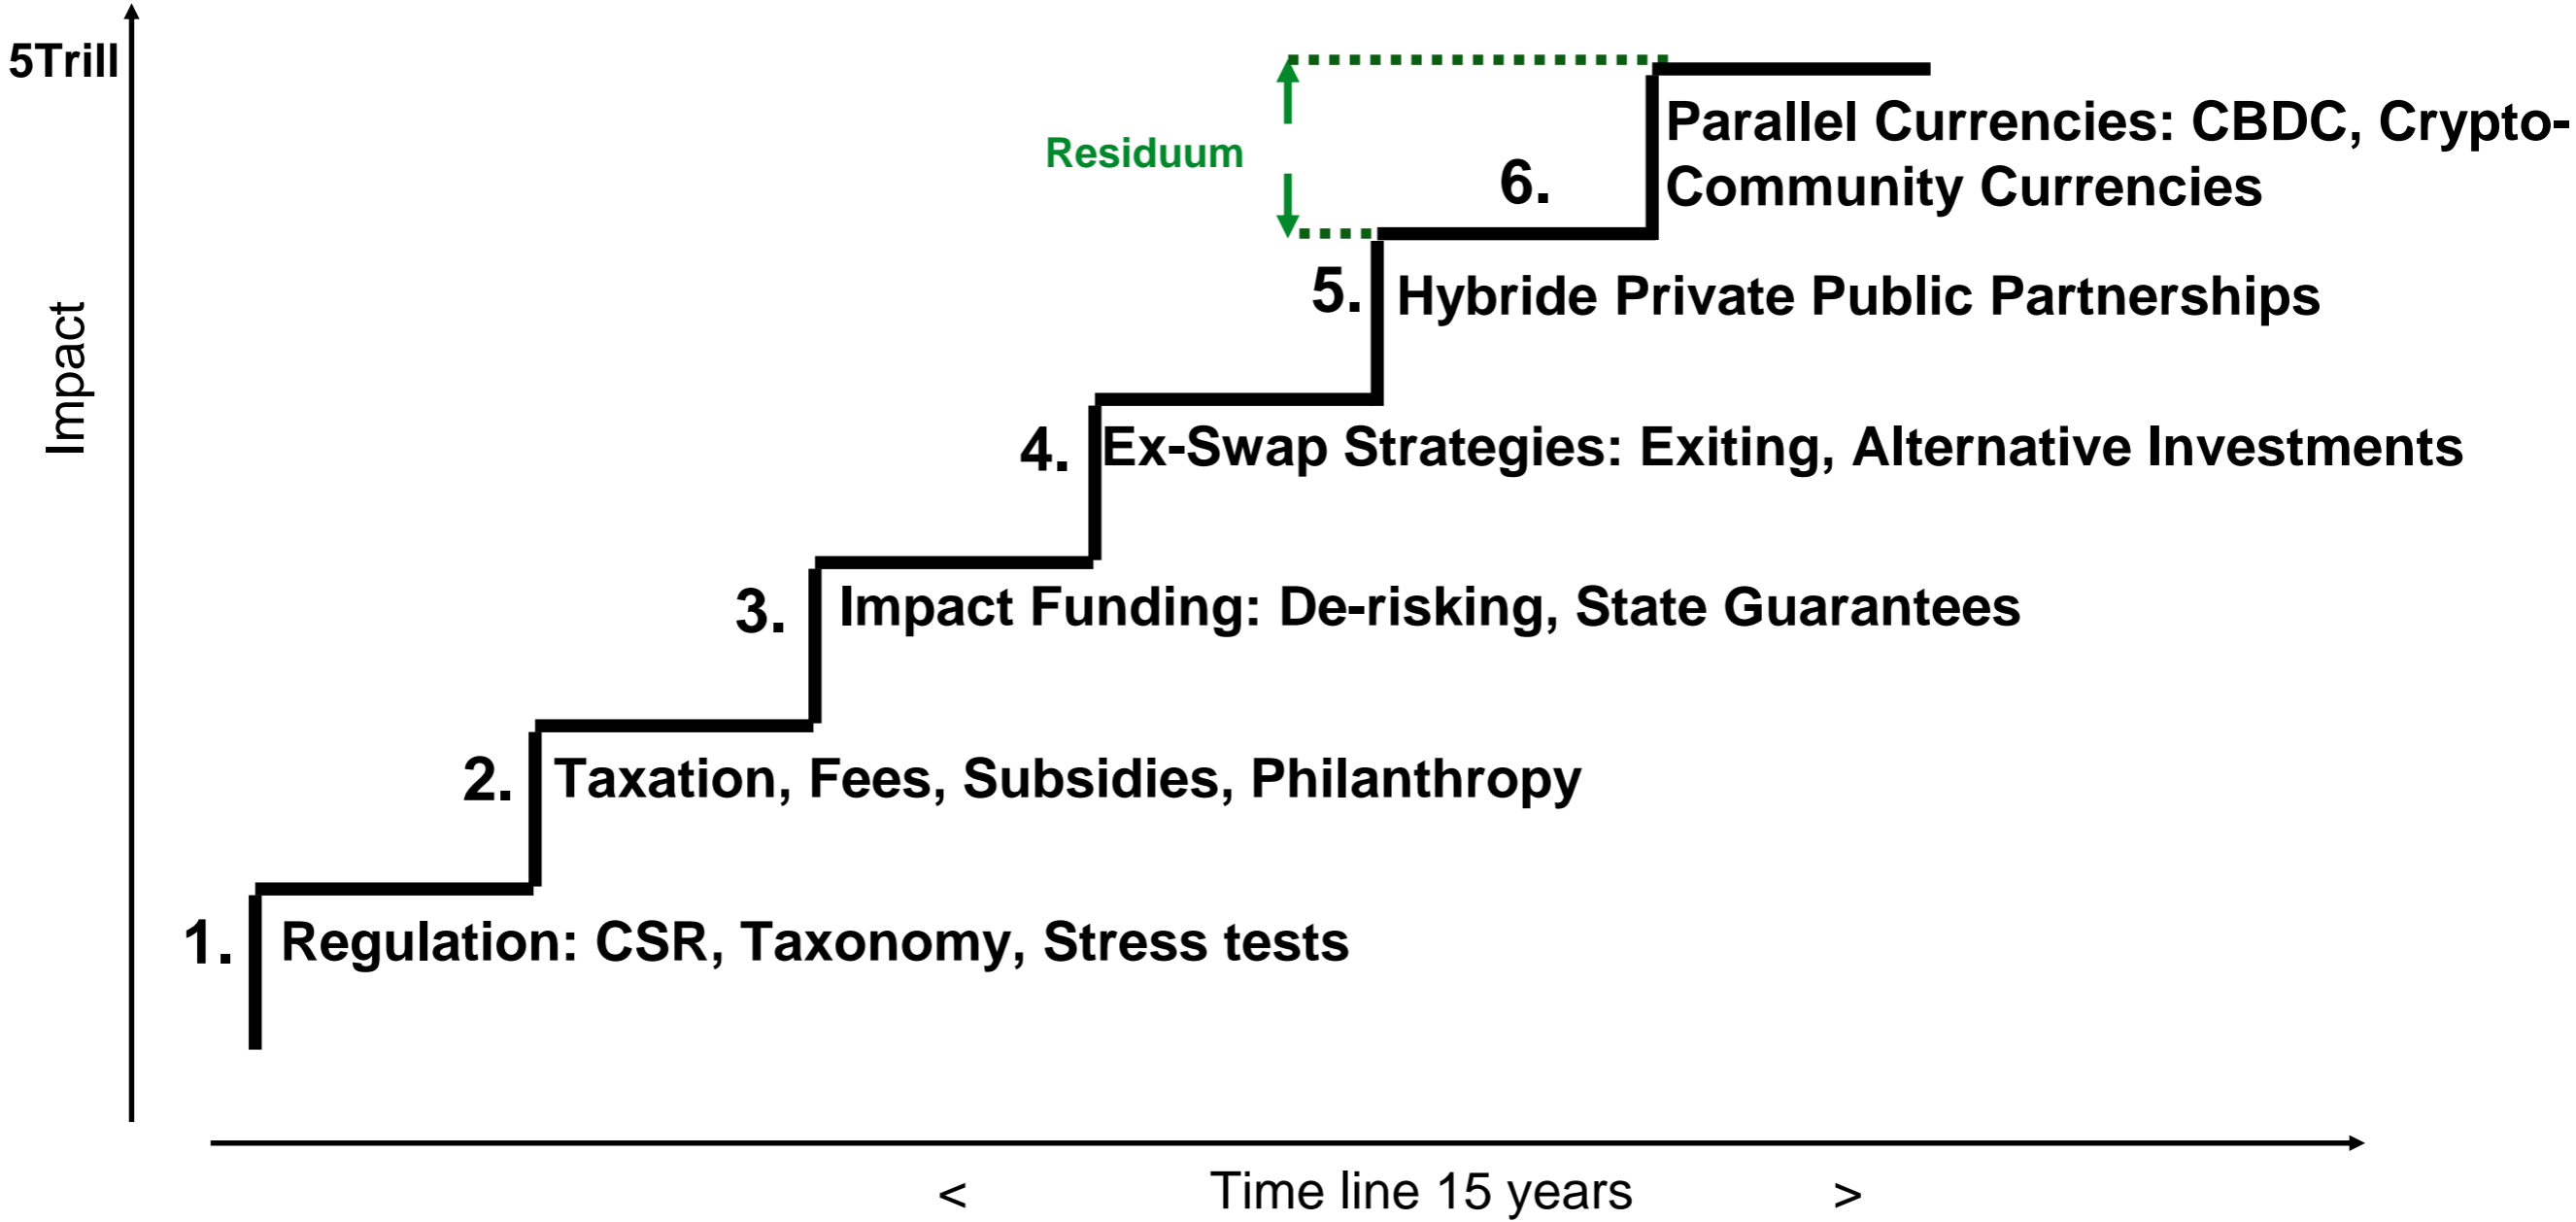 5Trill
Impact
Residuum
6.
Parallel Currencies: CBDC, Crypto-
Community Currencies
5.
Hybride Private Public Partnerships
4.
Ex-Swap Strategies: Exiting, Alternative Investments
3.
Impact Funding: De-risking, State Guarantees
2.
Taxation, Fees, Subsidies, Philanthropy
1.
Regulation: CSR, Taxonomy, Stress tests
< Time line 15 years >